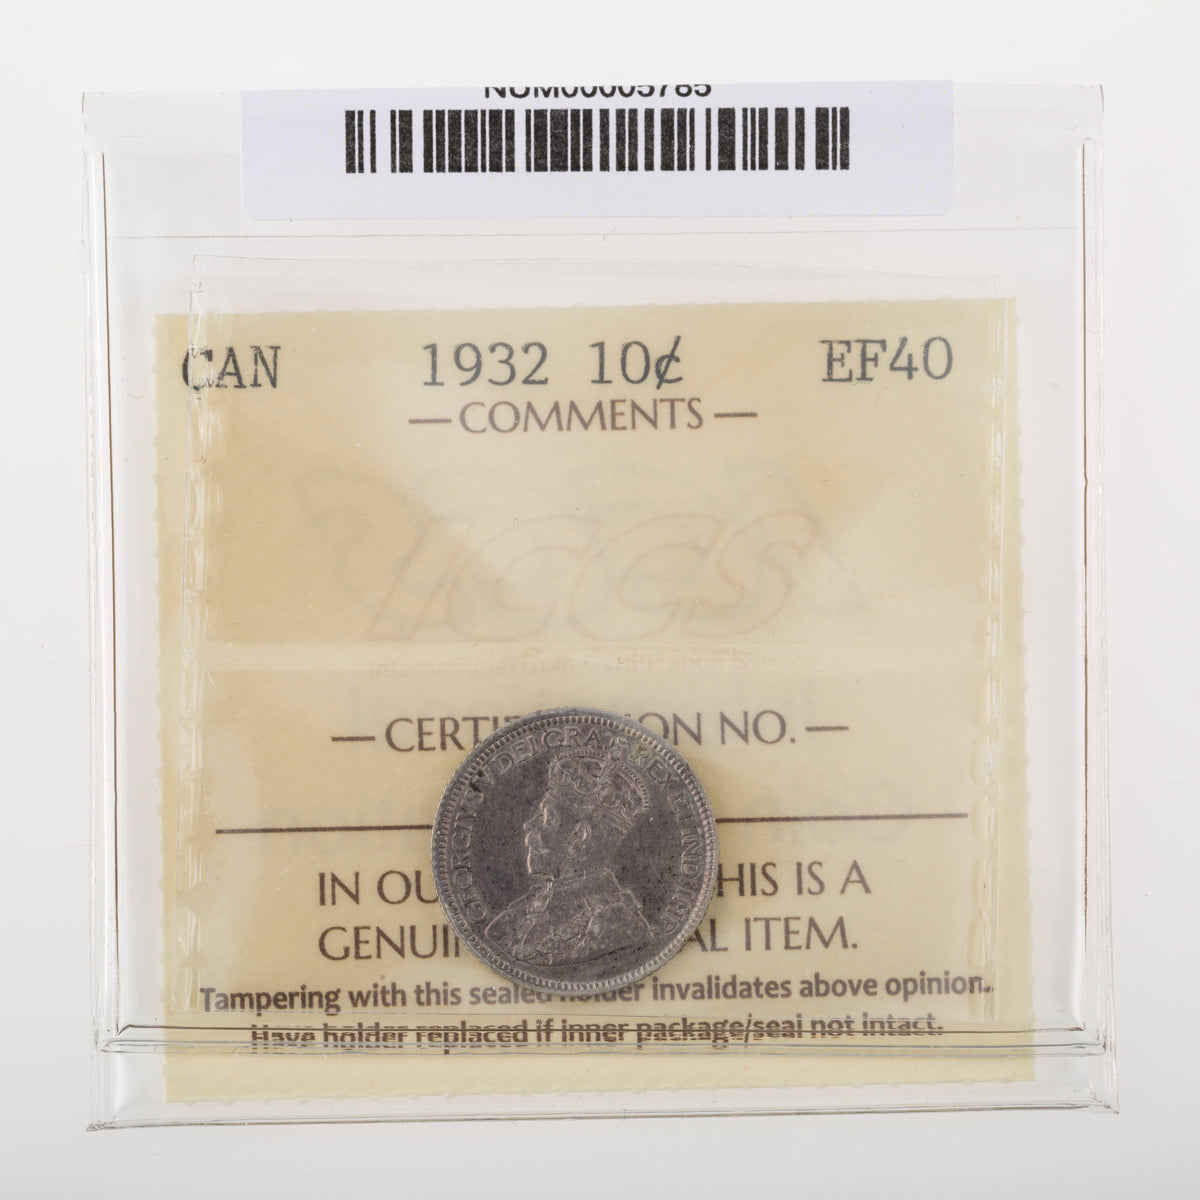 NUM00005785
CAN 1932 10¢ EF40
— COMMENTS —
ICCS
— CERTIFICATION NO. —
IN OU HIS IS A
GENUI AL ITEM.
Tampering with this sealed holder invalidates above opinion.
Have holder replaced if inner package/seal not intact.
GEORGIVS V DEI GRA: REX ET IND:IMP: